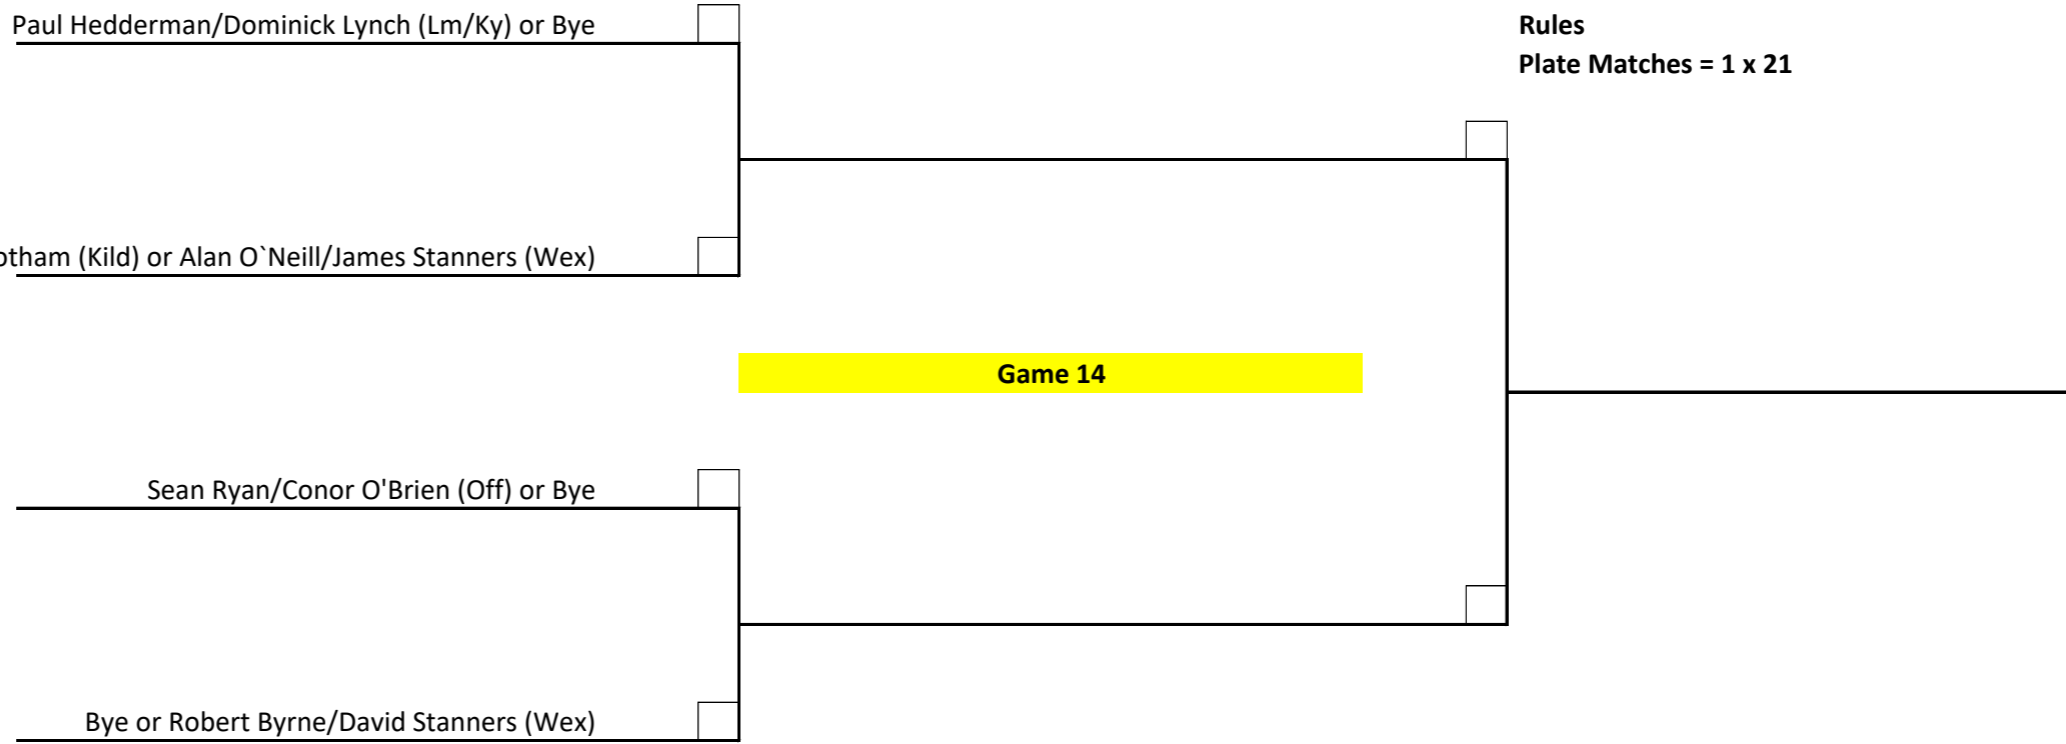 Paul Hedderman/Dominick Lynch (Lm/Ky) or Bye
Rules
Plate Matches = 1 x 21
(Kild) or Alan O`Neill/James Stanners (Wex)
Game 14
Sean Ryan/Conor O'Brien (Off) or Bye
Bye or Robert Byrne/David Stanners (Wex)